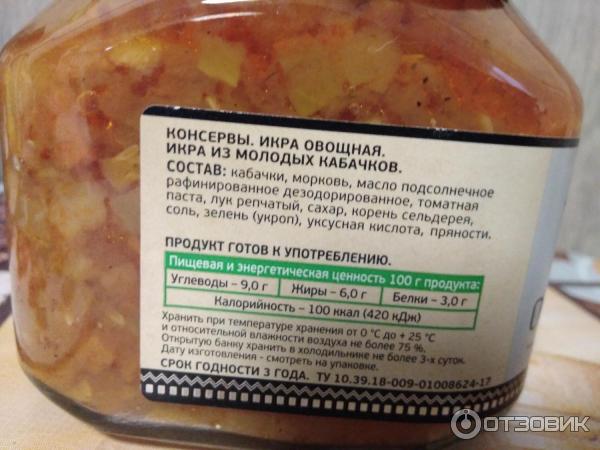 КОНСЕРВЫ. ИКРА ОВОЩНАЯ.
ИКРА ИЗ МОЛОДЫХ КАБАЧКОВ.
СОСТАВ: кабачки, морковь, масло подсолнечное
рафинированное дезодорированное, томатная
паста, лук репчатый, сахар, корень сельдерея,
соль, зелень (укроп), уксусная кислота, пряности.
ПРОДУКТ ГОТОВ К УПОТРЕБЛЕНИЮ.
Пищевая и энергетическая ценность 100 г продукта:
Углеводы – 9,0 г Жиры – 6,0 г Белки – 3,0 г
Калорийность – 100 ккал (420 кДж)
Хранить при температуре хранения от 0 °С до + 25 °С
и относительной влажности воздуха не более 75 %.
Открытую банку хранить в холодильнике не более 3-х суток.
Дату изготовления - смотреть на упаковке.
СРОК ГОДНОСТИ 3 ГОДА. ТУ 10.39.18-009-01008624-17
ОТЗОВИК